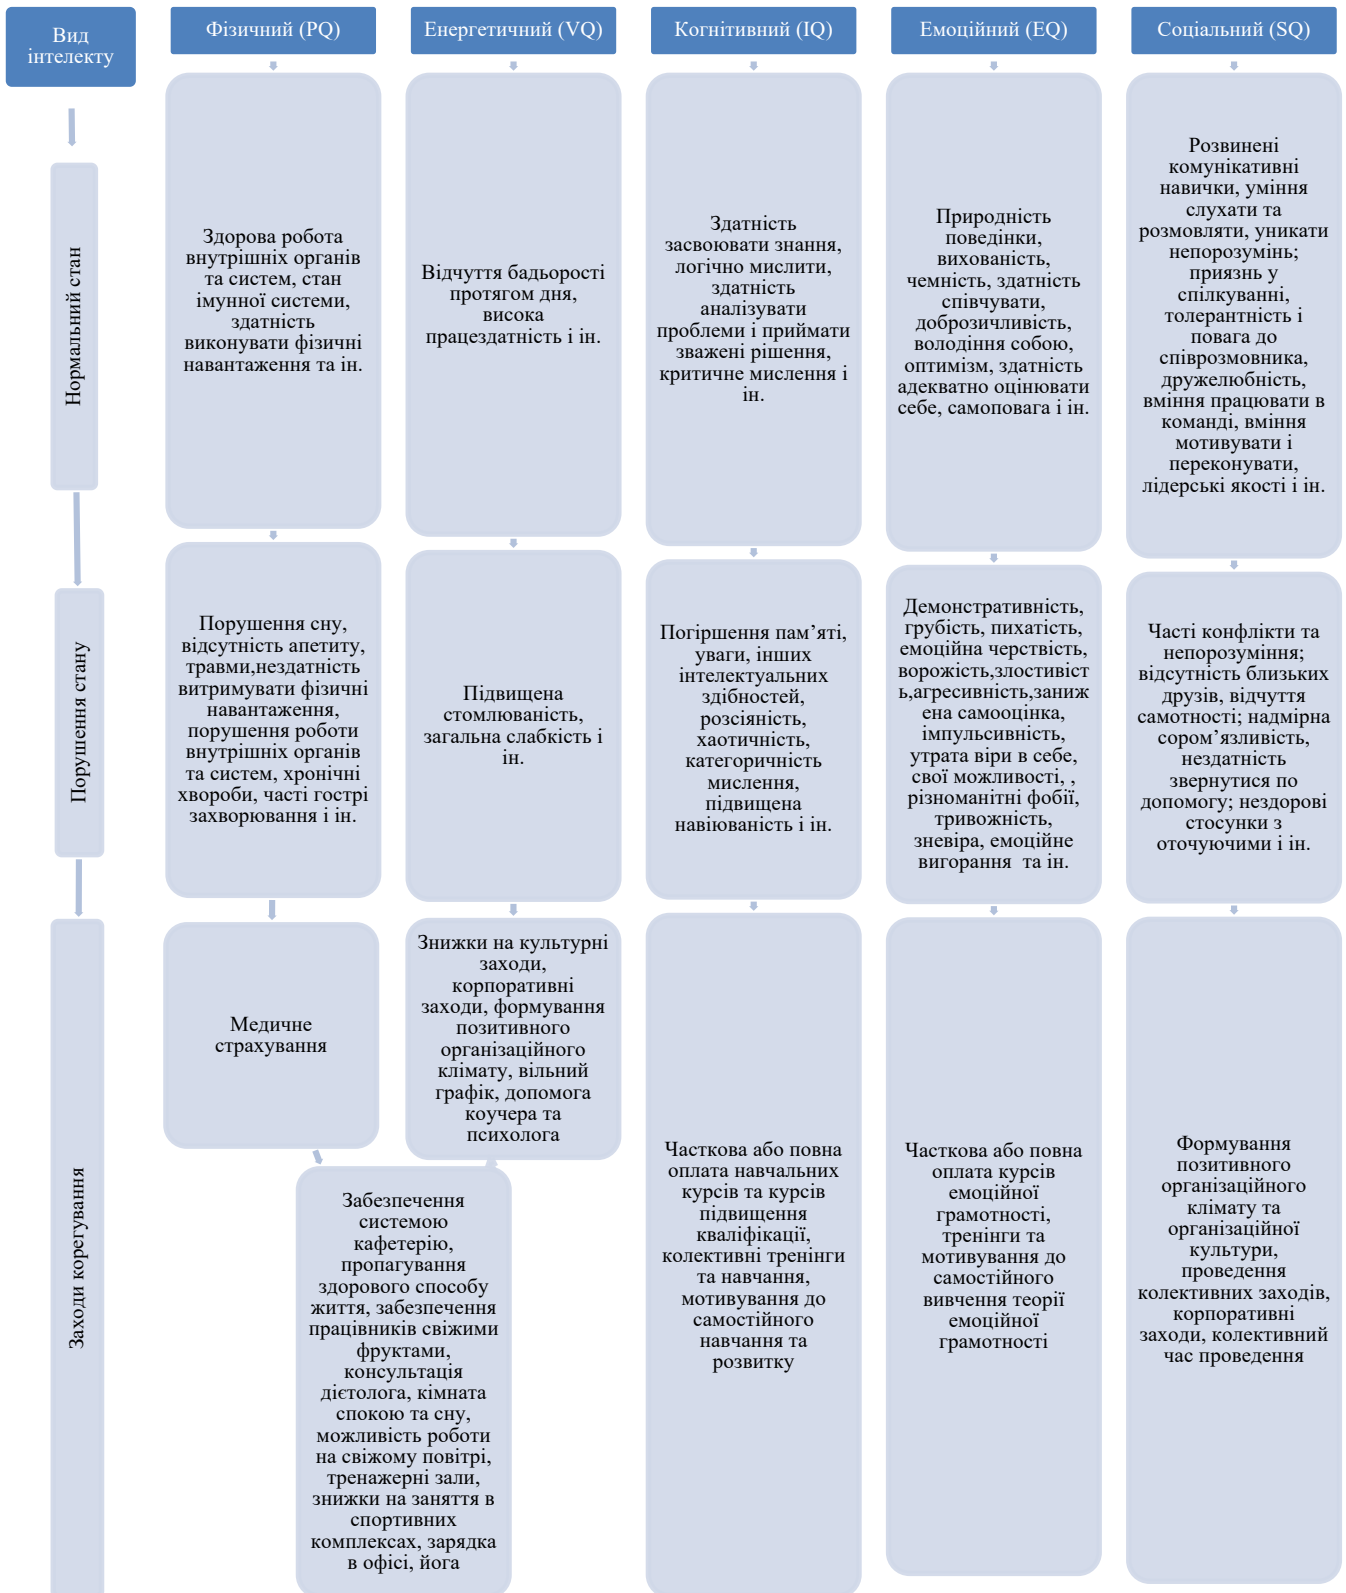 Вид
інтелекту
Фізичний (PQ)
Енергетичний (VQ)
Когнітивний (IQ)
Емоційний (EQ)
Соціальний (SQ)
Нормальний стан
Здорова робота
внутрішніх органів
та систем, стан
імунної системи,
здатність
виконувати фізичні
навантаження та ін.
Відчуття бадьорості
протягом дня,
висока
працездатність і ін.
Здатність
засвоювати знання,
логічно мислити,
здатність
аналізувати
проблеми і приймати
зважені рішення,
критичне мислення і
ін.
Природність
поведінки,
вихованість,
чемність, здатність
співчувати,
доброзичливість,
володіння собою,
оптимізм, здатність
адекватно оцінювати
себе, самоповага і ін.
Розвинені
комунікативні
навички, уміння
слухати та
розмовляти, уникати
непорозумінь;
приязнь у
спілкуванні,
толерантність і
повага до
співрозмовника,
дружелюбність,
вміння працювати в
команді, вміння
мотивувати і
переконувати,
лідерські якості і ін.
Порушення стану
Порушення сну,
відсутність апетиту,
травми,нездатність
витримувати фізичні
навантаження,
порушення роботи
внутрішніх органів
та систем, хронічні
хвороби, часті гострі
захворювання і ін.
Підвищена
стомлюваність,
загальна слабкість і
ін.
Погіршення пам’яті,
уваги, інших
інтелектуальних
здібностей,
розсіяність,
хаотичність,
категоричність
мислення,
підвищена
навіюваність і ін.
Демонстративність,
грубість, пихатість,
емоційна черствість,
ворожість,злостивіст
ь,агресивність,заниж
ена самооцінка,
імпульсивність,
утрата віри в себе,
свої можливості, ,
різноманітні фобії,
тривожність,
зневіра, емоційне
вигорання та ін.
Часті конфлікти та
непорозуміння;
відсутність близьких
друзів, відчуття
самотності; надмірна
сором’язливість,
нездатність
звернутися по
допомогу; нездорові
стосунки з
оточуючими і ін.
Заходи корегування
Медичне
страхування
Знижки на культурні
заходи,
корпоративні
заходи, формування
позитивного
організаційного
клімату, вільний
графік, допомога
коучера та
психолога
Забезпечення
системою
кафетерію,
пропагування
здорового способу
життя, забезпечення
працівників свіжими
фруктами,
консультація
дієтолога, кімната
спокою та сну,
можливість роботи
на свіжому повітрі,
тренажерні зали,
знижки на заняття в
спортивних
комплексах, зарядка
в офісі, йога
Часткова або повна
оплата навчальних
курсів та курсів
підвищення
кваліфікації,
колективні тренінги
та навчання,
мотивування до
самостійного
навчання та
розвитку
Часткова або повна
оплата курсів
емоційної
грамотності,
тренінги та
мотивування до
самостійного
вивчення теорії
емоційної
грамотності
Формування
позитивного
організаційного
клімату та
організаційної
культури,
проведення
колективних заходів,
корпоративні
заходи, колективний
час проведення